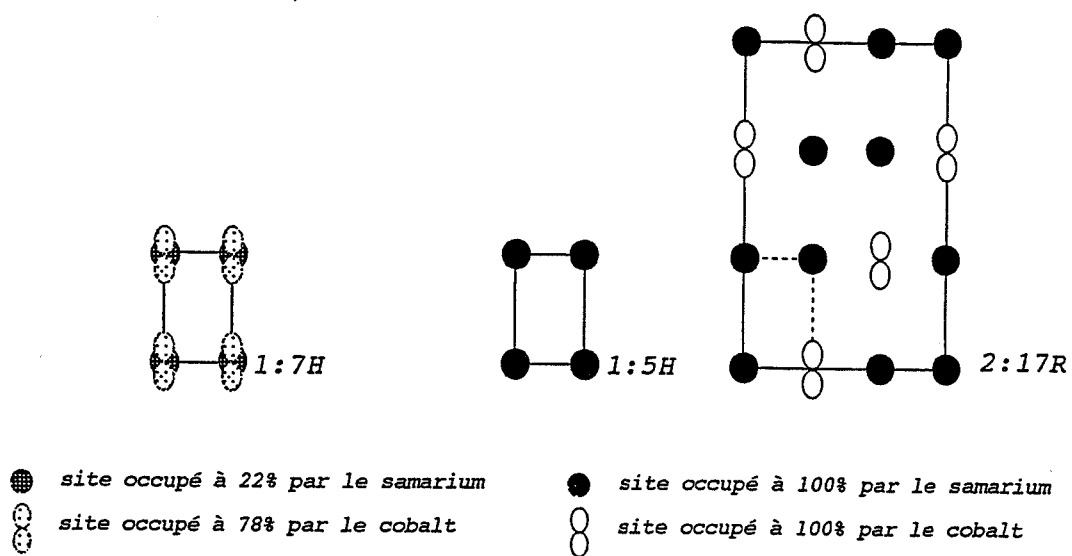 1:7H
1:5H
2:17R
site occupé à 22% par le samarium
site occupé à 78% par le cobalt
site occupé à 100% par le samarium
site occupé à 100% par le cobalt